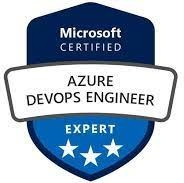 Microsoft
CERTIFIED
AZURE
DEVOPS ENGINEER
EXPERT